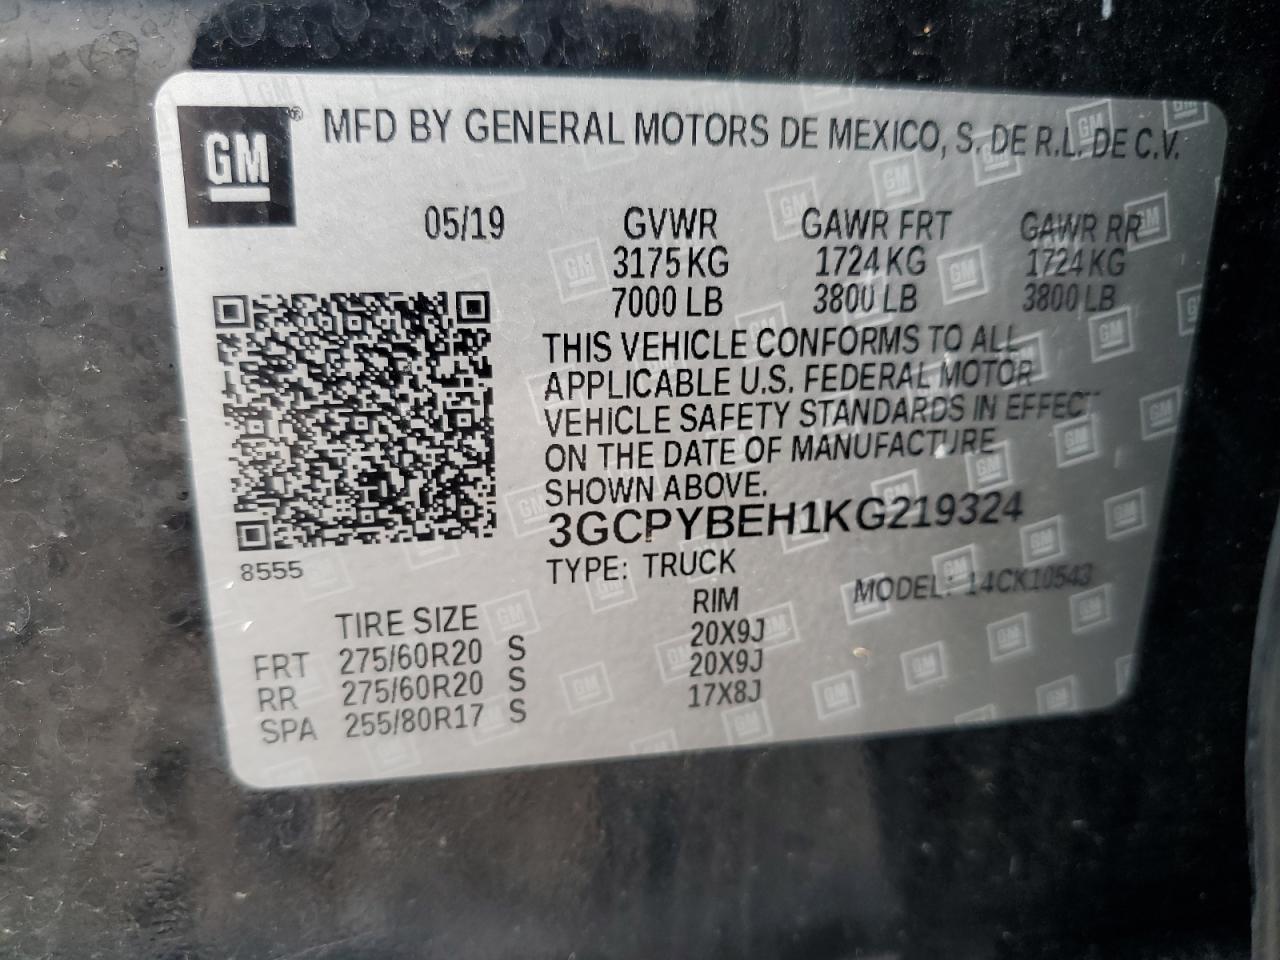 GM® MFD BY GENERAL MOTORS DE MEXICO, S. DE R.L. DE C.V.
05/19 GVWR GAWR FRT GAWR RR
3175 KG 1724 KG 1724 KG
7000 LB 3800 LB 3800 LB
THIS VEHICLE CONFORMS TO ALL
APPLICABLE U.S. FEDERAL MOTOR
VEHICLE SAFETY STANDARDS IN EFFECT
ON THE DATE OF MANUFACTURE
SHOWN ABOVE.
3GCPYBEH1KG219324
8555
TYPE: TRUCK MODEL: 14CK10543
TIRE SIZE RIM
FRT 275/60R20 S 20X9J
RR 275/60R20 S 20X9J
SPA 255/80R17 S 17X8J